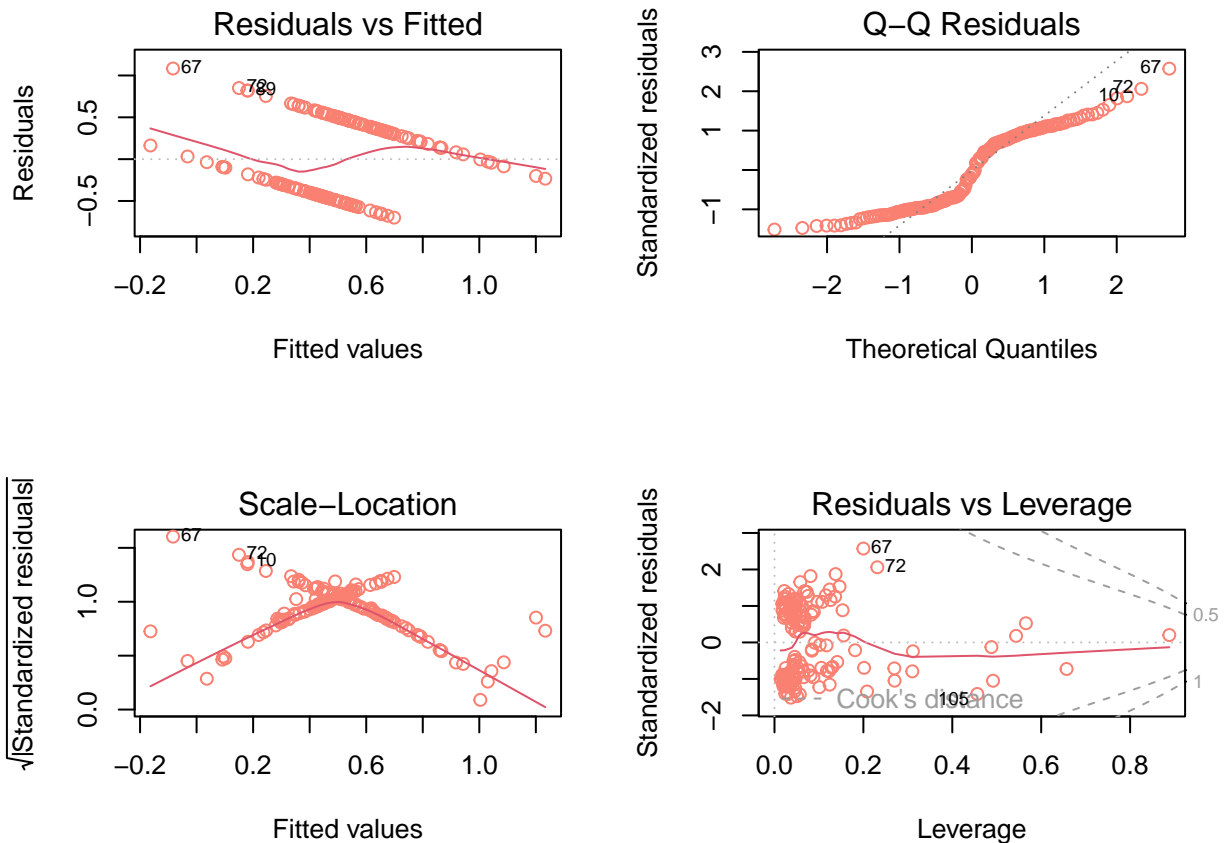 Residuals vs Fitted
Residuals
−0.5 0.5
67
72
89
−0.2 0.2 0.6 1.0
Fitted values
Q−Q Residuals
Standardized residuals
−1 1 2 3
67
72
10
−2 −1 0 1 2
Theoretical Quantiles
Scale−Location
√|Standardized residuals|
0.0 1.0
67
72
10
−0.2 0.2 0.6 1.0
Fitted values
Residuals vs Leverage
Standardized residuals
−2 0 2
67
72
105
Cook's distance
0.5
1
0.0 0.2 0.4 0.6 0.8
Leverage